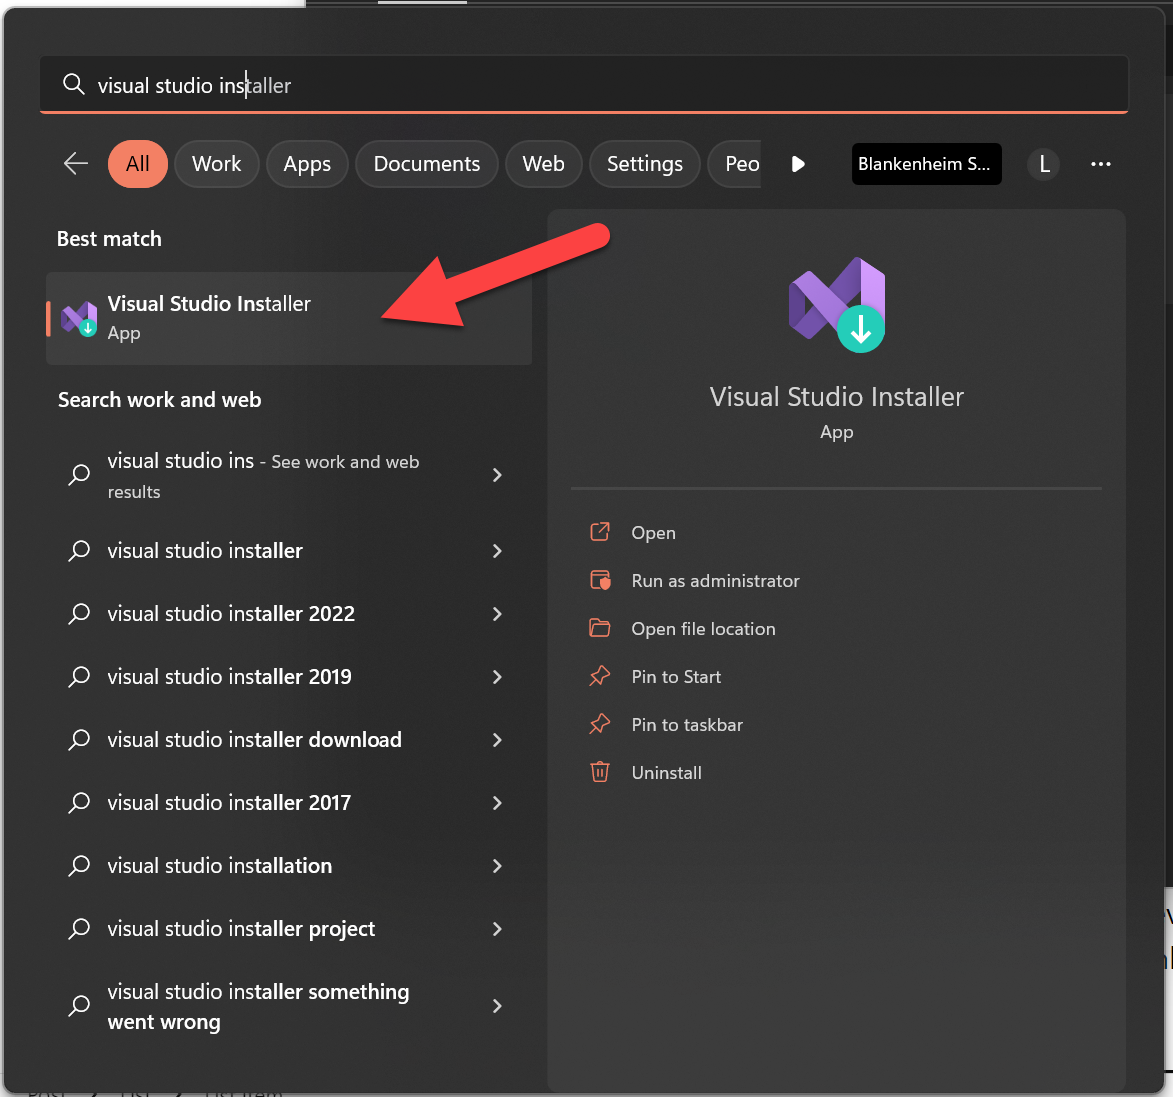 visual studio installer
All
Work
Apps
Documents
Web
Settings
Peo
Blankenheim S...
L
Best match
Visual Studio Installer
App
Search work and web
visual studio ins - See work and web
results
visual studio installer
visual studio installer 2022
visual studio installer 2019
visual studio installer download
visual studio installer 2017
visual studio installation
visual studio installer project
visual studio installer something
went wrong
Visual Studio Installer
App
Open
Run as administrator
Open file location
Pin to Start
Pin to taskbar
Uninstall